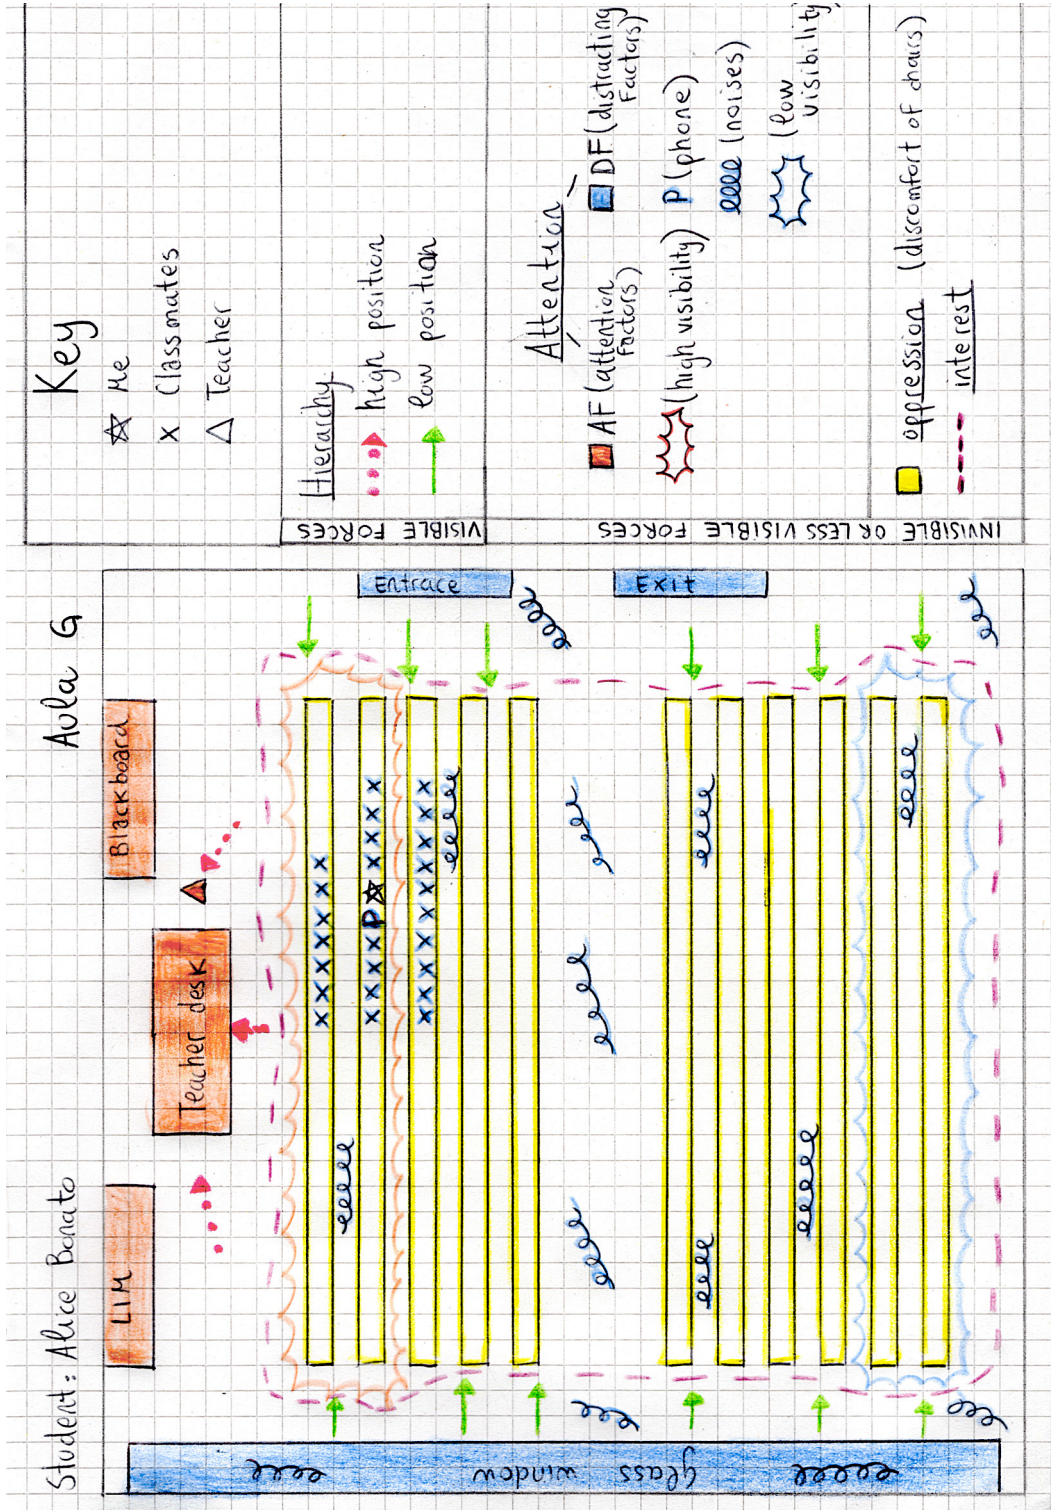 Student: Alice Bonato
Aula G
LIM
Teacher desk
Blackboard
P
Entrace
Exit
Glass window
Key
Me
x Classmates
Teacher
VISIBLE FORCES
Hierarchy
high position
low position
INVISIBLE OR LESS VISIBLE FORCES
Attention
AF (attention
Factors)
(high visibility)
DF (distracting
Factors)
P (phone)
(noises)
(low
visibility
oppression (discomfort of chairs)
interest